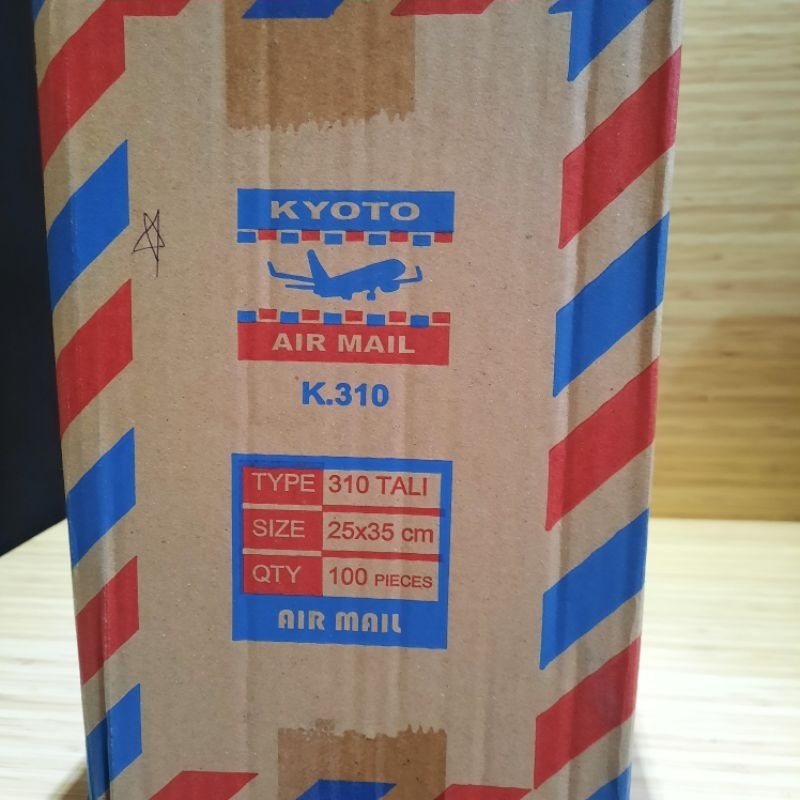 KYOTO
AIR MAIL
K.310
TYPE 310 TALI
SIZE 25x35 cm
QTY 100 PIECES
AIR MAIL